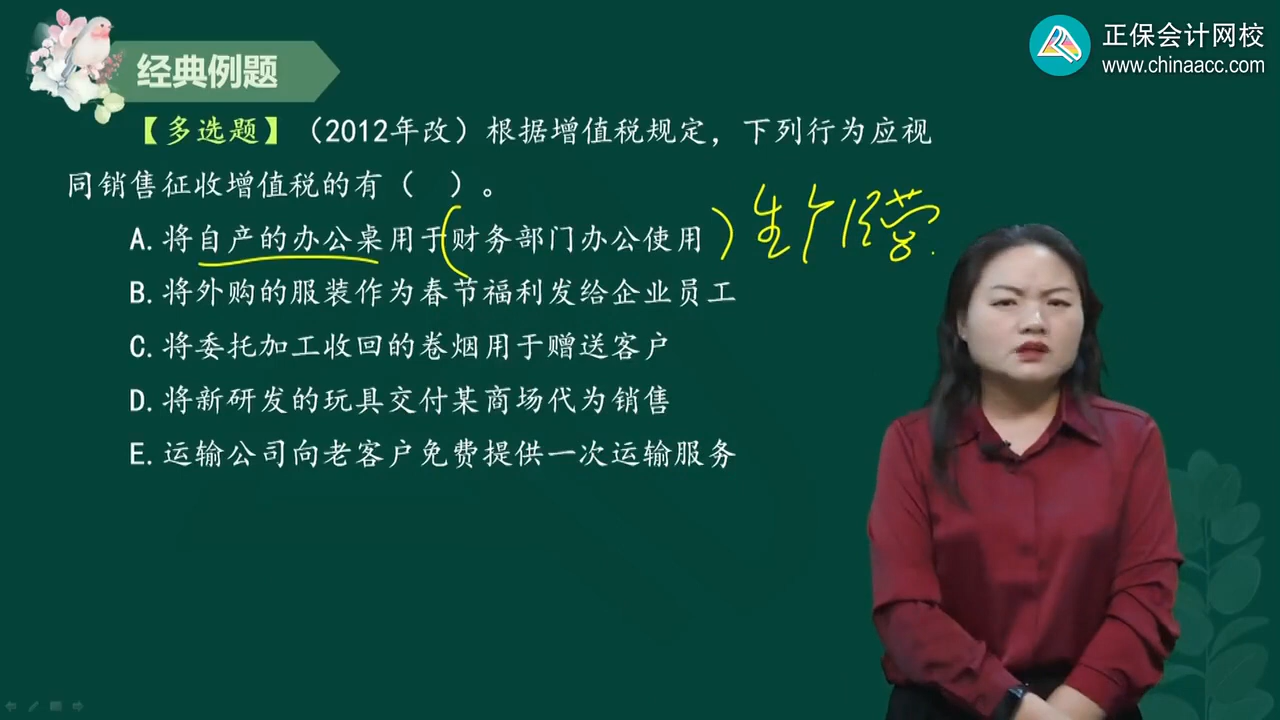 正保会计网校
www.chinaacc.com
经典例题
【多选题】（2012年改）根据增值税规定，下列行为应视
同销售征收增值税的有（ ）。
A.将自产的办公桌用于(财务部门办公使用)生产经营.
B.将外购的服装作为春节福利发给企业员工
C.将委托加工收回的卷烟用于赠送客户
D.将新研发的玩具交付某商场代为销售
E.运输公司向老客户免费提供一次运输服务